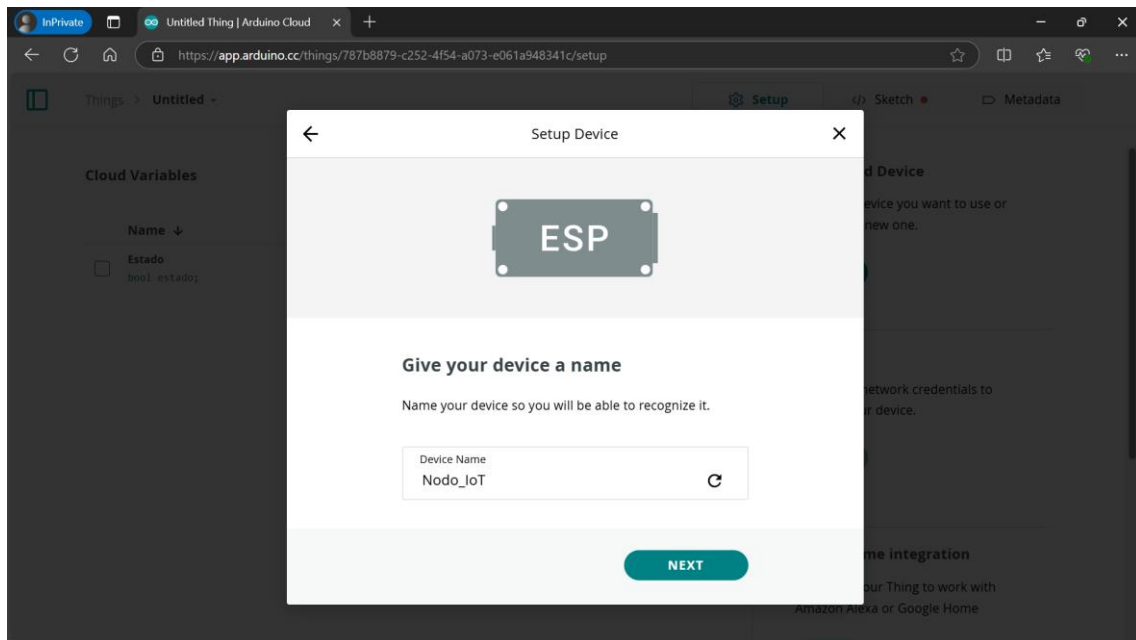 InPrivate
Untitled Thing | Arduino Cloud
https://app.arduino.cc/things/787b8879-c252-4f54-a073-e061a948341c/setup
Things > Untitled
Setup
</> Sketch
Metadata
Setup Device
Cloud Variables
d Device
evice you want to use or
new one.
Name ↓
Estado
bool estado;
ESP
Give your device a name
Name your device so you will be able to recognize it.
Device Name
Nodo_IoT
NEXT
network credentials to
r device.
me integration
our Thing to work with
Amazon Alexa or Google Home